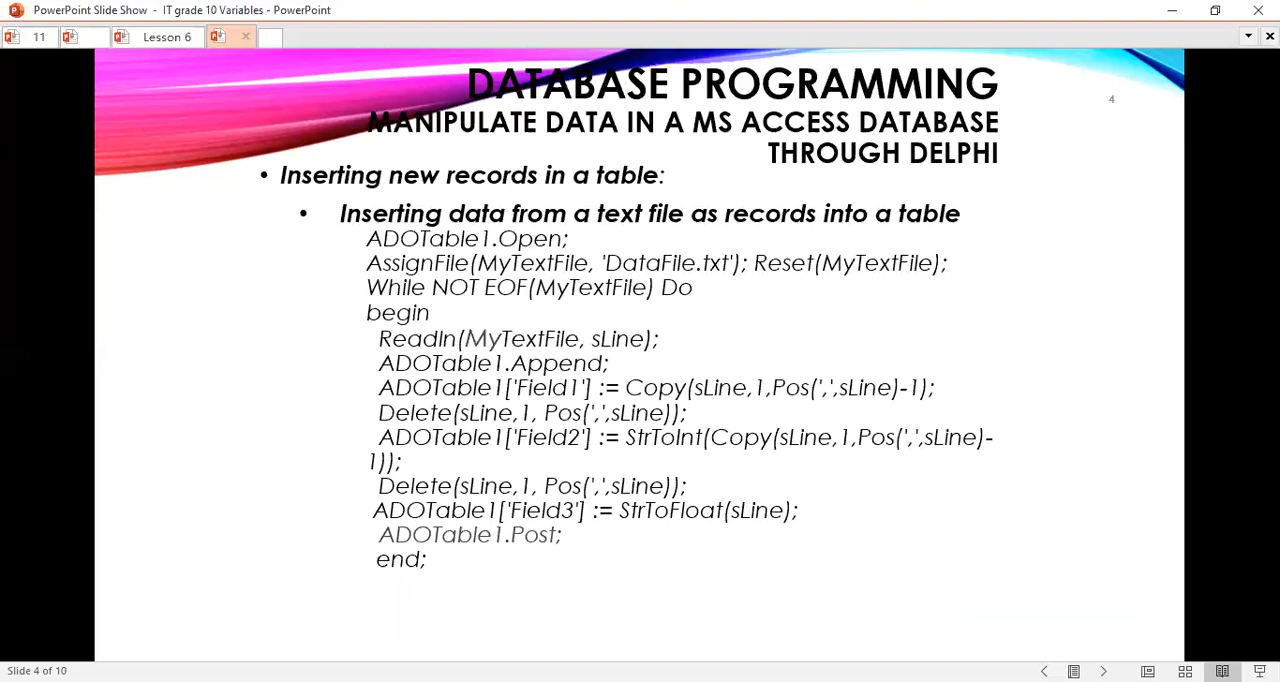 PowerPoint Slide Show - IT grade 10 Variables - PowerPoint
11
Lesson 6
DATABASE PROGRAMMING
MANIPULATE DATA IN A MS ACCESS DATABASE
THROUGH DELPHI
4
• Inserting new records in a table:
• Inserting data from a text file as records into a table
ADOTable1.Open;
AssignFile(MyTextFile, 'DataFile.txt'); Reset(MyTextFile);
While NOT EOF(MyTextFile) Do
begin
Readln(MyTextFile, sLine);
ADOTable1.Append;
ADOTable1['Field1'] := Copy(sLine,1,Pos(',',sLine)-1);
Delete(sLine,1, Pos(',',sLine));
ADOTable1['Field2'] := StrToInt(Copy(sLine,1,Pos(',',sLine)-
1));
Delete(sLine,1, Pos(',',sLine));
ADOTable1['Field3'] := StrToFloat(sLine);
ADOTable1.Post;
end;
Slide 4 of 10